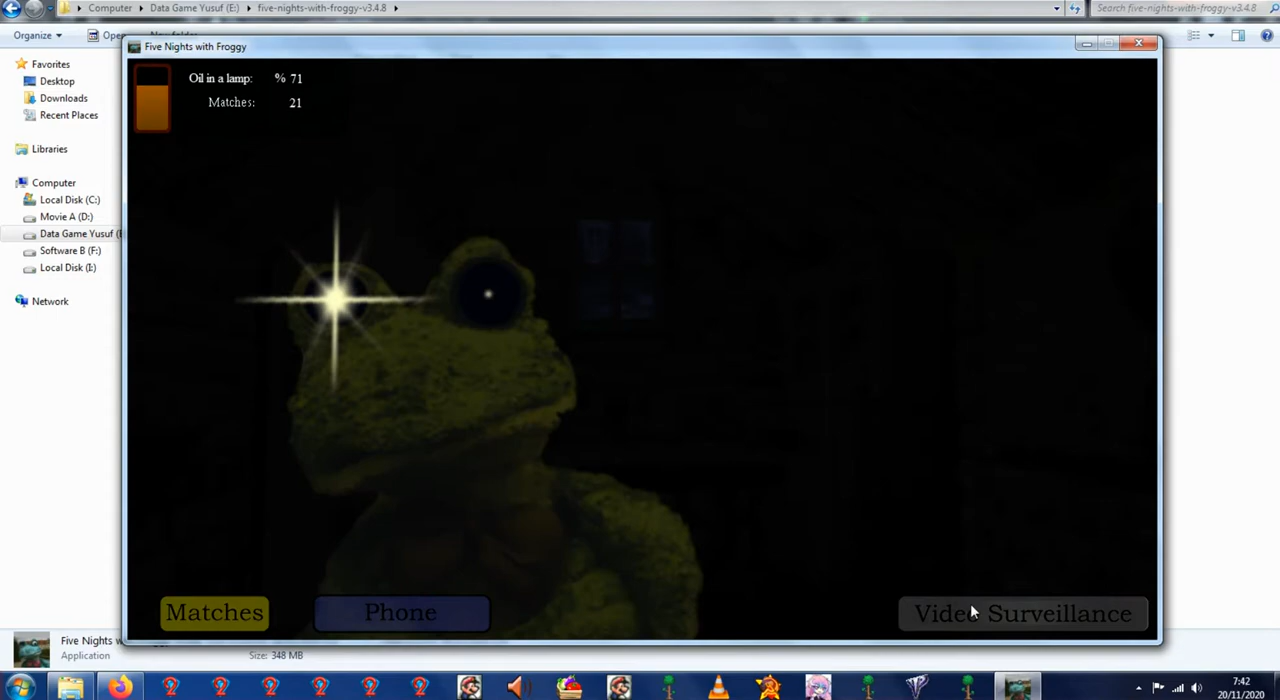 Computer Data Game Yusuf (E:) five-nights-with-froggy-v3.4.8 Search five-nights-with-froggy-v3.4.8
Organize Open
Five Nights with Froggy
Favorites
Desktop
Downloads
Recent Places
Libraries
Computer
Local Disk (C:)
Movie A (D:)
Data Game Yusuf (
Software B (F:)
Local Disk (I:)
Network
Oil in a lamp: % 71
Matches: 21
Matches Phone Video Surveillance
Five Nights w
Application Size: 348 MB
7:42
20/11/2020